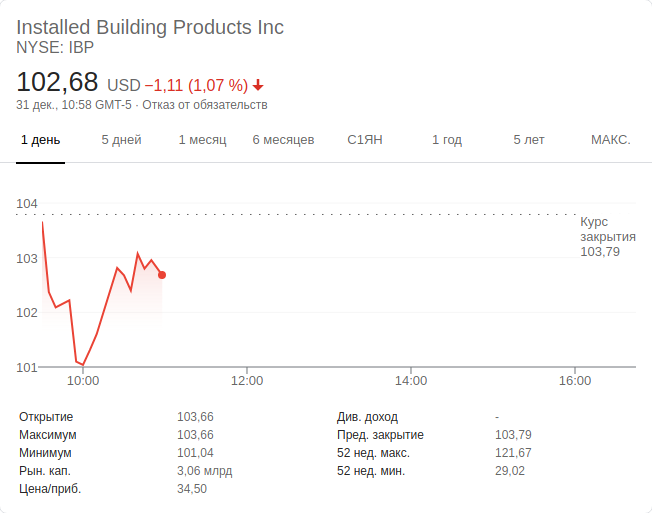 Installed Building Products Inc
NYSE: IBP
102,68 USD −1,11 (1,07 %)
31 дек., 10:58 GMT-5 · Отказ от обязательств
1 день 5 дней 1 месяц 6 месяцев С1ЯН 1 год 5 лет МАКС.
104
Курс
закрытия
103,79
103
102
101
10:00 12:00 14:00 16:00
Открытие 103,66 Див. доход -
Максимум 103,66 Пред. закрытие 103,79
Минимум 101,04 52 нед. макс. 121,67
Рын. кап. 3,06 млрд 52 нед. мин. 29,02
Цена/приб. 34,50